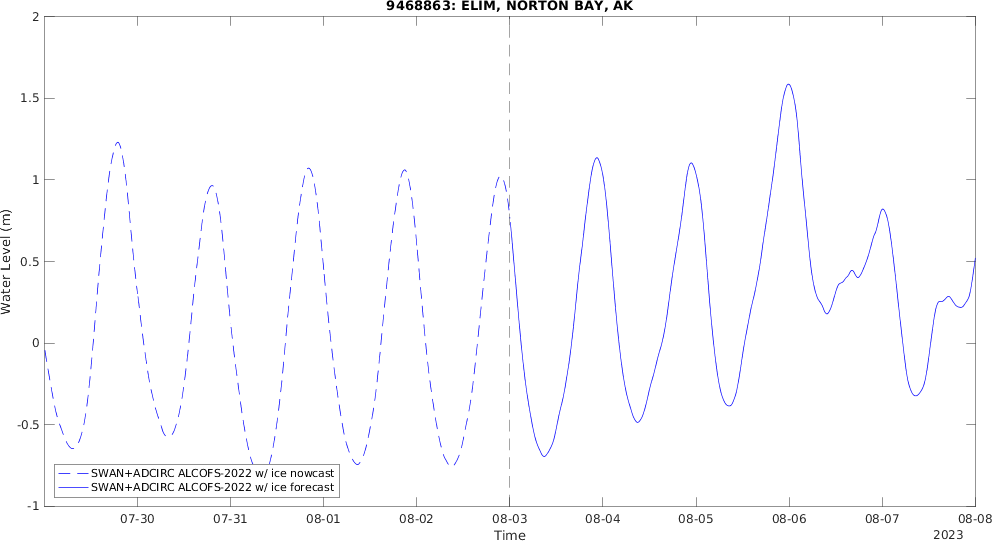 9468863: ELIM, NORTON BAY, AK
2
1.5
1
0.5
0
-0.5
-1
Water Level (m)
SWAN+ADCIRC ALCOFS-2022 w/ ice nowcast
SWAN+ADCIRC ALCOFS-2022 w/ ice forecast
07-30 07-31 08-01 08-02 08-03 08-04 08-05 08-06 08-07 08-08
Time
2023